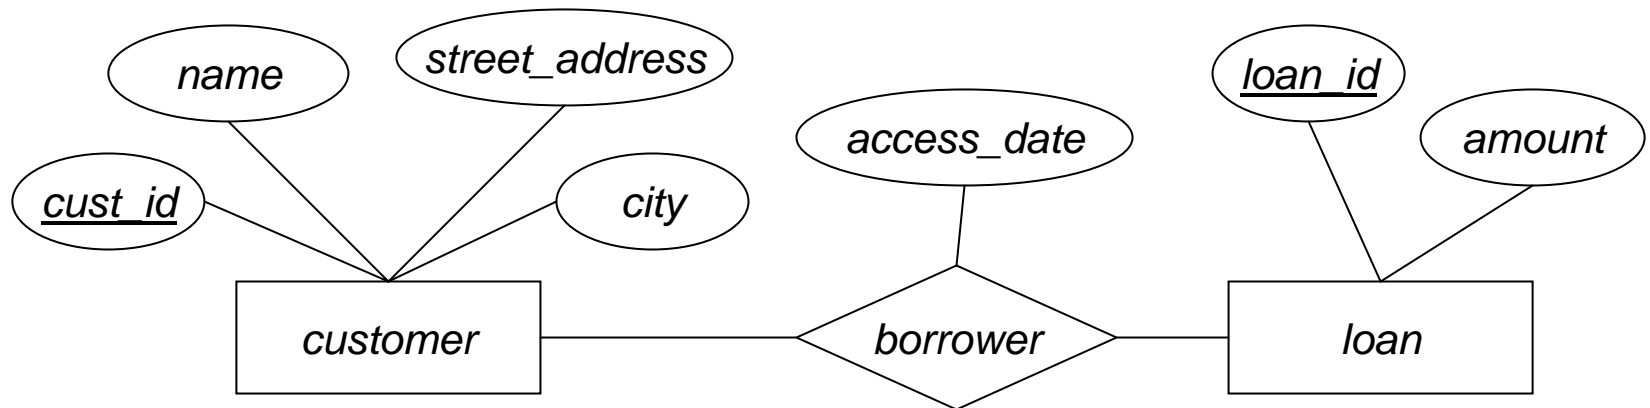 name
street_address
loan_id
access_date
amount
cust_id
city
customer
borrower
loan